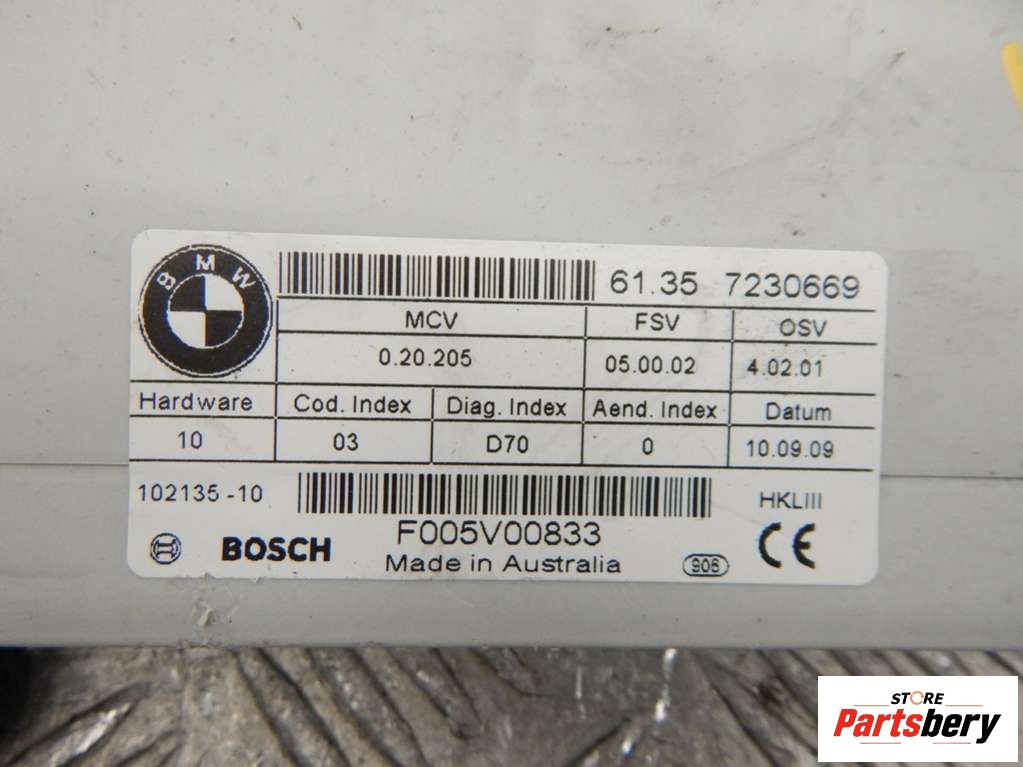 BMW
61.35 7230669
MCV FSV OSV
0.20.205 05.00.02 4.02.01
Hardware Cod. Index Diag. Index Aend. Index Datum
10 03 D70 0 10.09.09
102135-10 HKLIII
F005V00833
BOSCH
Made in Australia
906 CE
STORE
Partsbery